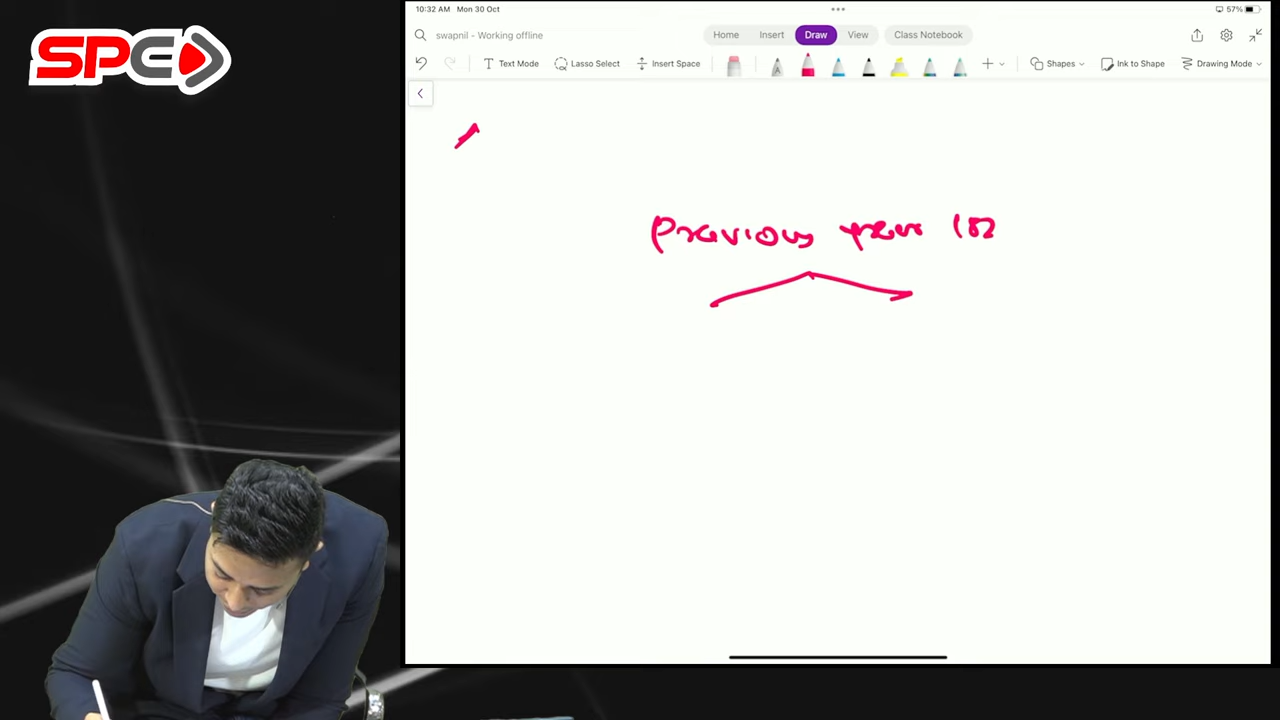 SPED
10:32 AM Mon 30 Oct
57%
swapnil - Working offline
Home Insert Draw View Class Notebook
Text Mode Lasso Select Insert Space Shapes Ink to Shape Drawing Mode
Previous year